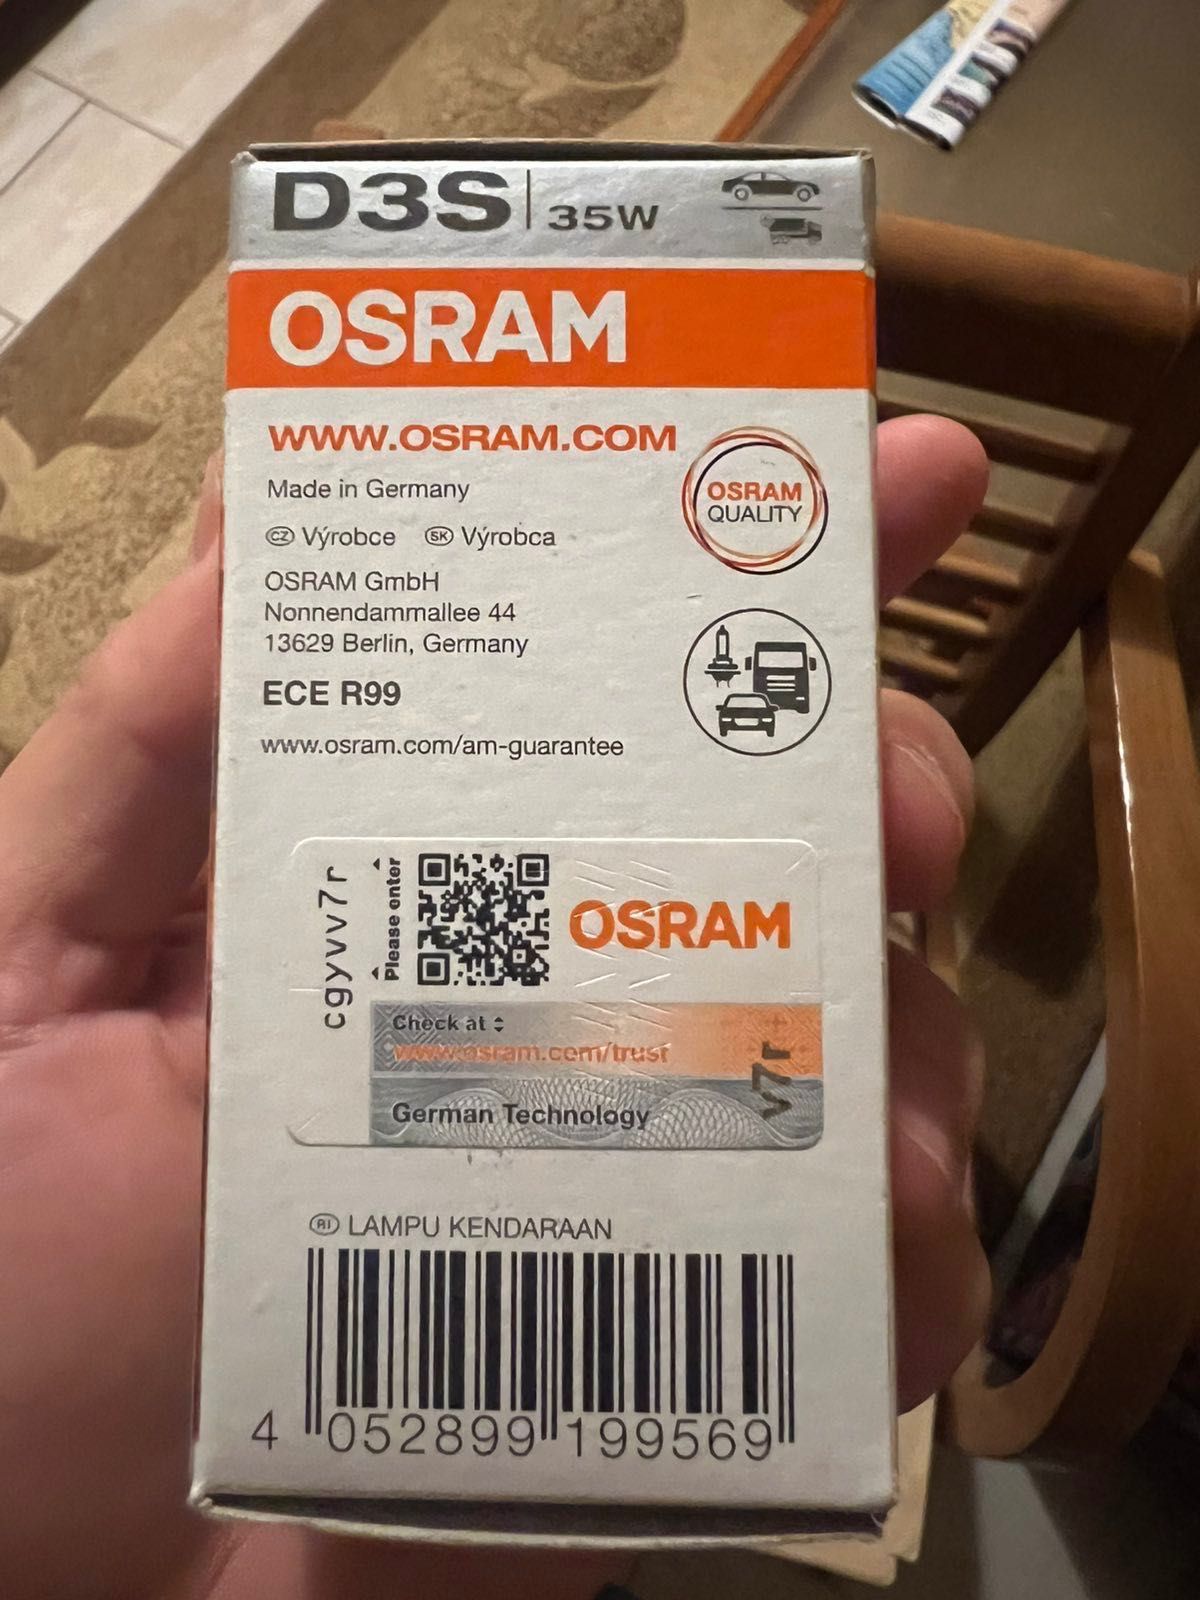 D3S 35W
OSRAM
WWW.OSRAM.COM
Made in Germany
OSRAM QUALITY
CZ Výrobce SK Výrobca
OSRAM GmbH
Nonnendammallee 44
13629 Berlin, Germany
ECE R99
www.osram.com/am-guarantee
cgyvv7r
Please enter
OSRAM
Check at
www.osram.com/trust
v7r
German Technology
RI LAMPU KENDARAAN
4 052899 199569